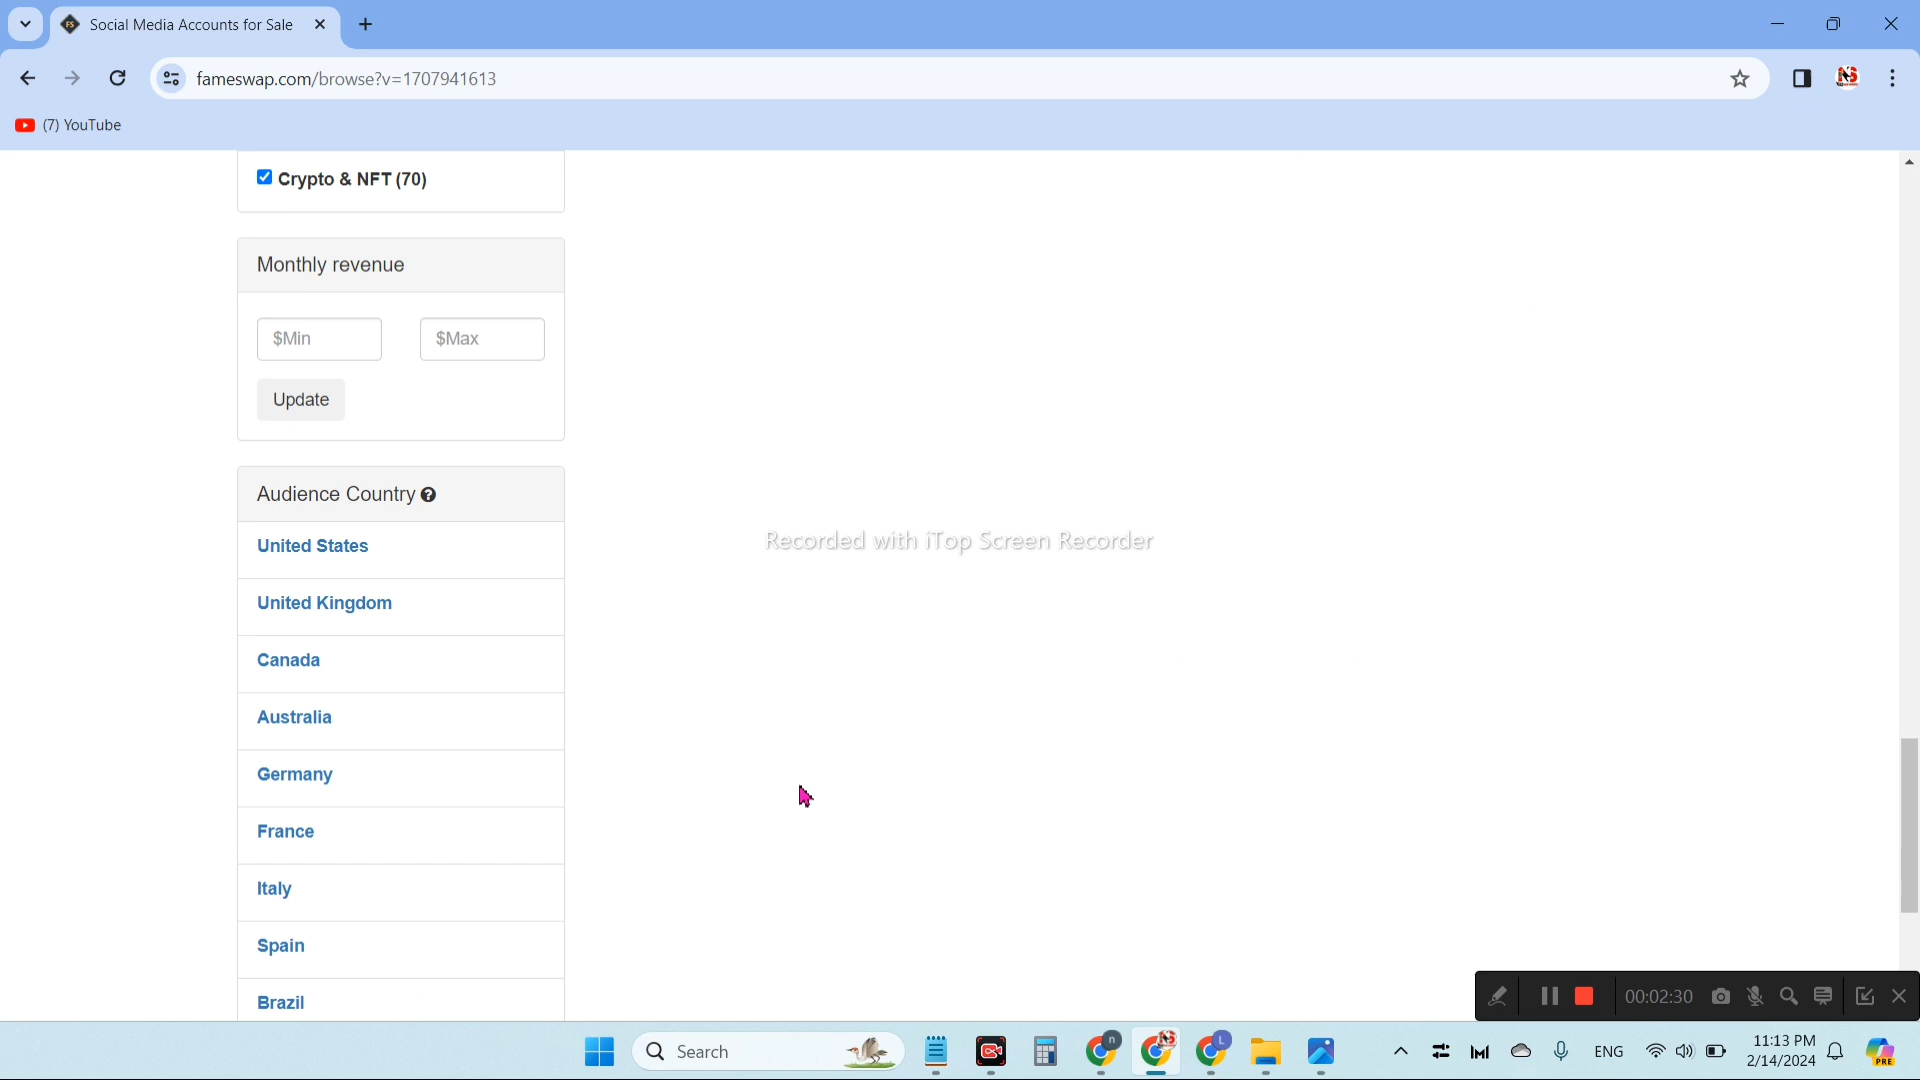 Social Media Accounts for Sale
fameswap.com/browse?v=1707941613
(7) YouTube
Crypto & NFT (70)
Monthly revenue
$Min
$Max
Update
Audience Country
United States
United Kingdom
Canada
Australia
Germany
France
Italy
Spain
Brazil
Recorded with iTop Screen Recorder
00:02:30
Search
n
L
ENG
11:13 PM
2/14/2024
PRE